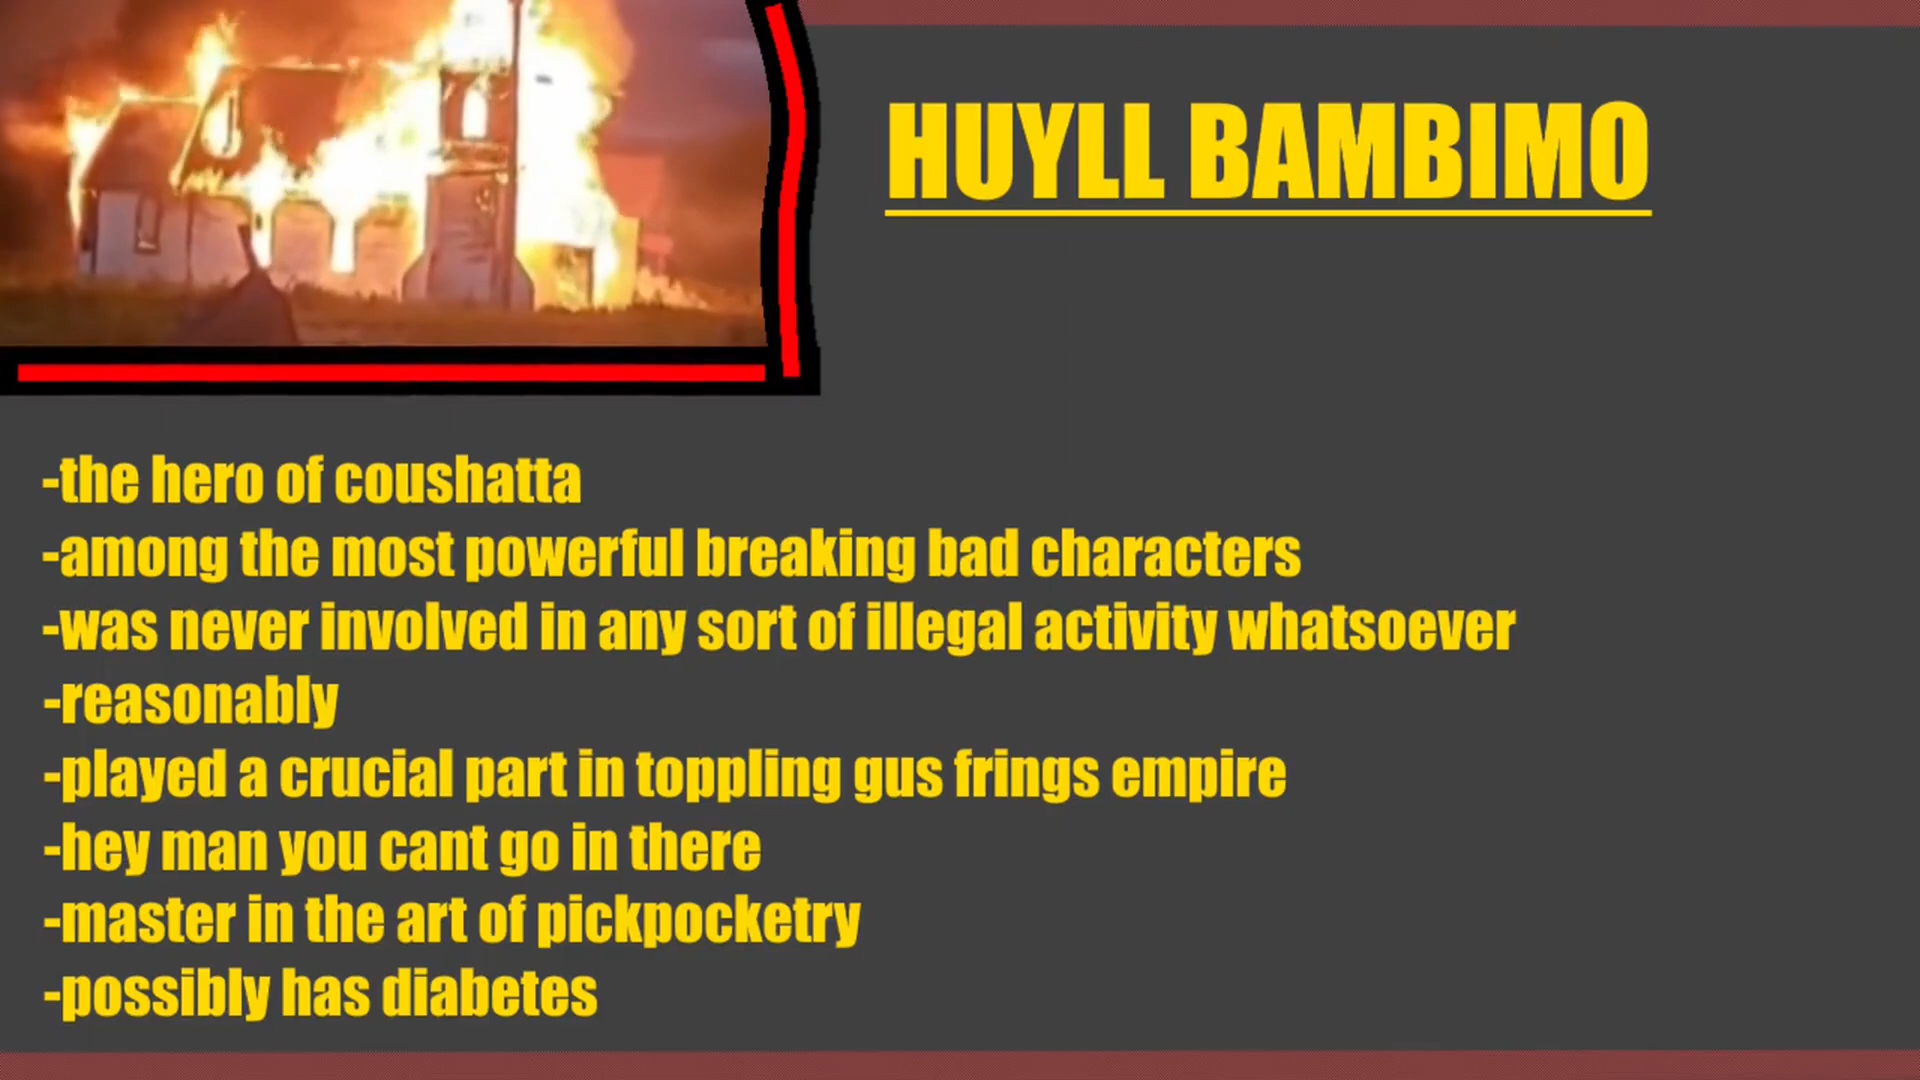 HUYLL BAMBIMO
-the hero of coushatta
-among the most powerful breaking bad characters
-was never involved in any sort of illegal activity whatsoever
-reasonably
-played a crucial part in toppling gus frings empire
-hey man you cant go in there
-master in the art of pickpocketry
-possibly has diabetes